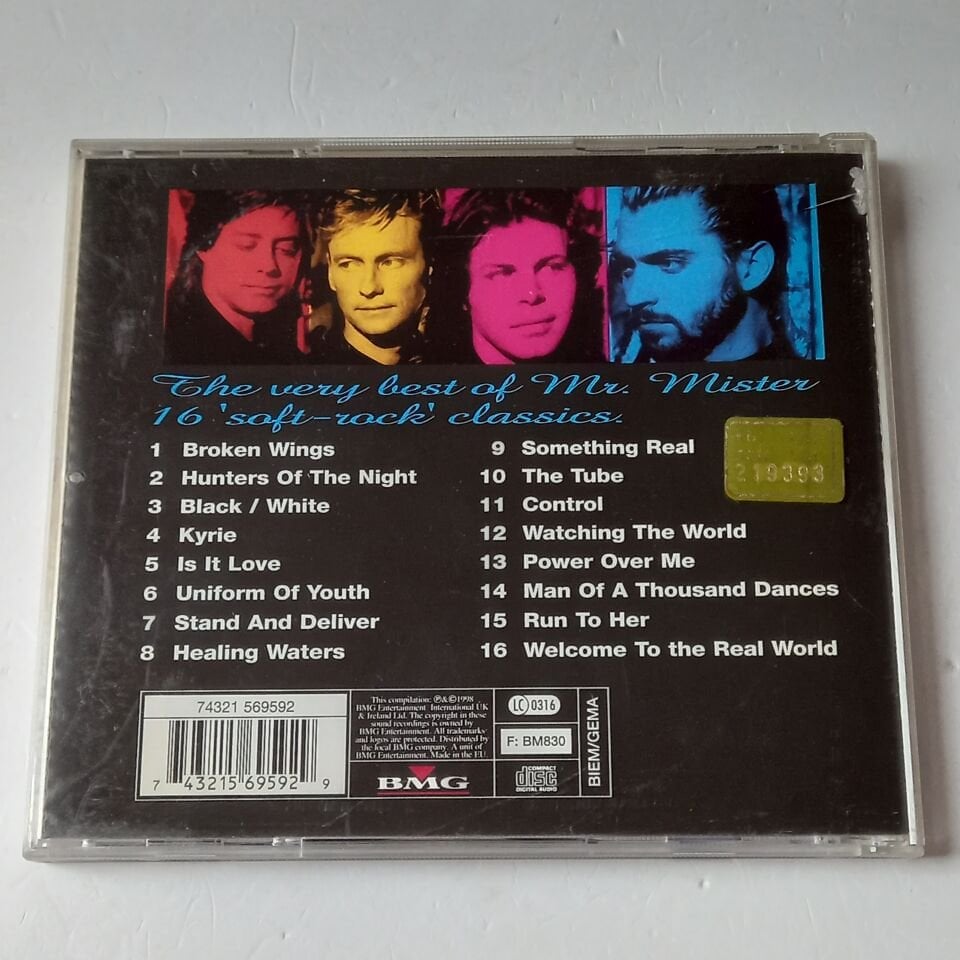 The very best of Mr. Mister
16 'soft-rock' classics.
1 Broken Wings
2 Hunters Of The Night
3 Black / White
4 Kyrie
5 Is It Love
6 Uniform Of Youth
7 Stand And Deliver
8 Healing Waters
9 Something Real
10 The Tube
11 Control
12 Watching The World
13 Power Over Me
14 Man Of A Thousand Dances
15 Run To Her
16 Welcome To the Real World
219393
74321 569592
7 43215 69592 9
This compilation: ℗&©1998
BMG Entertainment International UK
& Ireland Ltd. The copyright in these
sound recordings is owned by
BMG Entertainment. All trademarks
and logos are protected. Distributed by
the local BMG company. A unit of
BMG Entertainment. Made in the EU.
BMG
LC 0316
F: BM830
COMPACT
disc
DIGITAL AUDIO
BIEM/GEMA